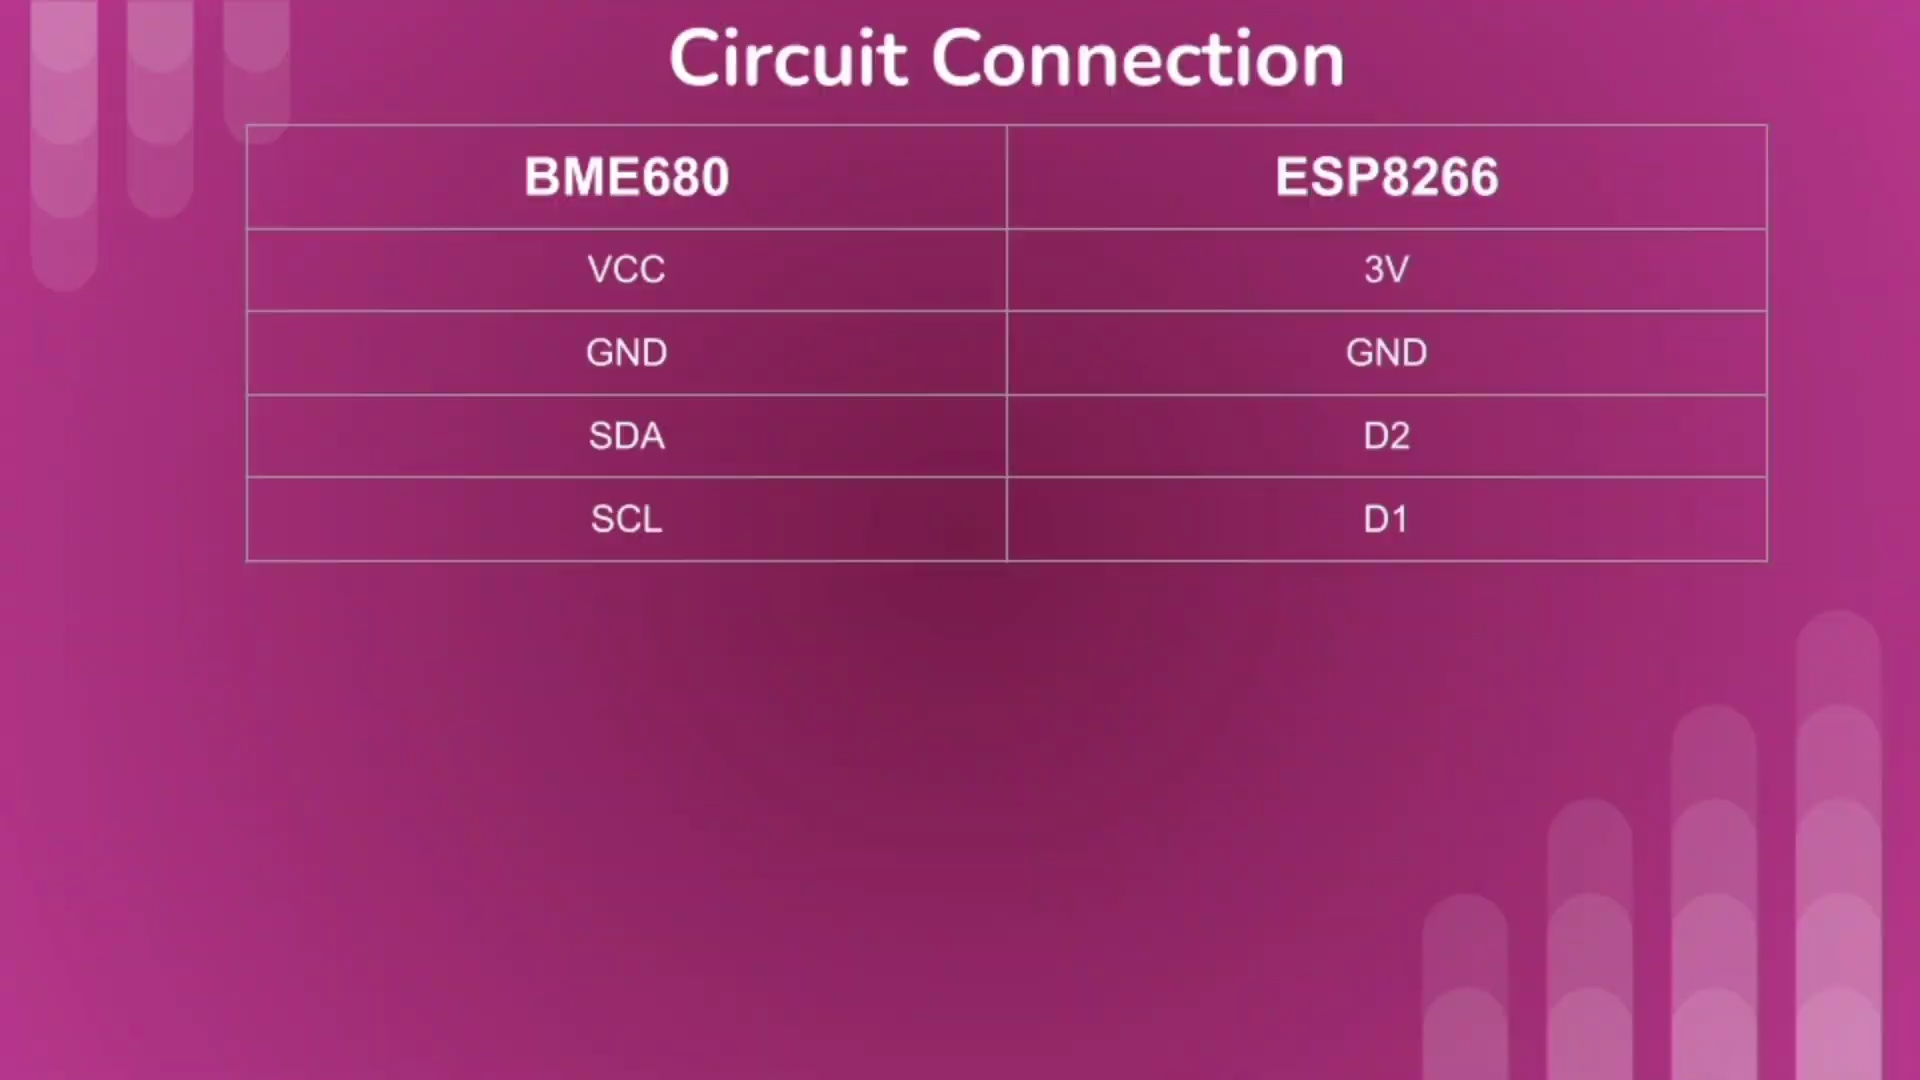 Circuit Connection
BME680 ESP8266
VCC 3V
GND GND
SDA D2
SCL D1